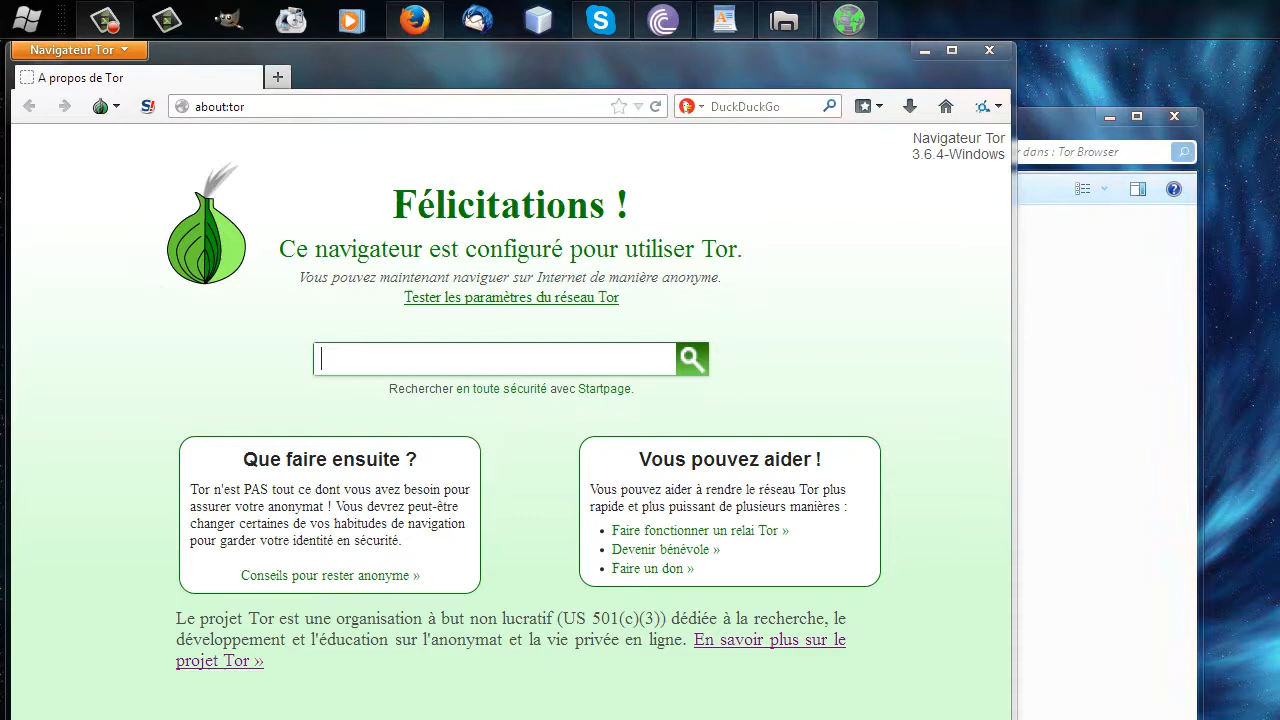 Navigateur Tor
A propos de Tor
about:tor
DuckDuckGo
Navigateur Tor
3.6.4-Windows
r dans : Tor Browser
Félicitations !
Ce navigateur est configuré pour utiliser Tor.
Vous pouvez maintenant naviguer sur Internet de manière anonyme.
Tester les paramètres du réseau Tor
Rechercher en toute sécurité avec Startpage.
Que faire ensuite ?
Tor n'est PAS tout ce dont vous avez besoin pour
assurer votre anonymat ! Vous devrez peut-être
changer certaines de vos habitudes de navigation
pour garder votre identité en sécurité.
Conseils pour rester anonyme »
Vous pouvez aider !
Vous pouvez aider à rendre le réseau Tor plus
rapide et plus puissant de plusieurs manières :
• Faire fonctionner un relai Tor »
• Devenir bénévole »
• Faire un don »
Le projet Tor est une organisation à but non lucratif (US 501(c)(3)) dédiée à la recherche, le
développement et l'éducation sur l'anonymat et la vie privée en ligne. En savoir plus sur le
projet Tor »